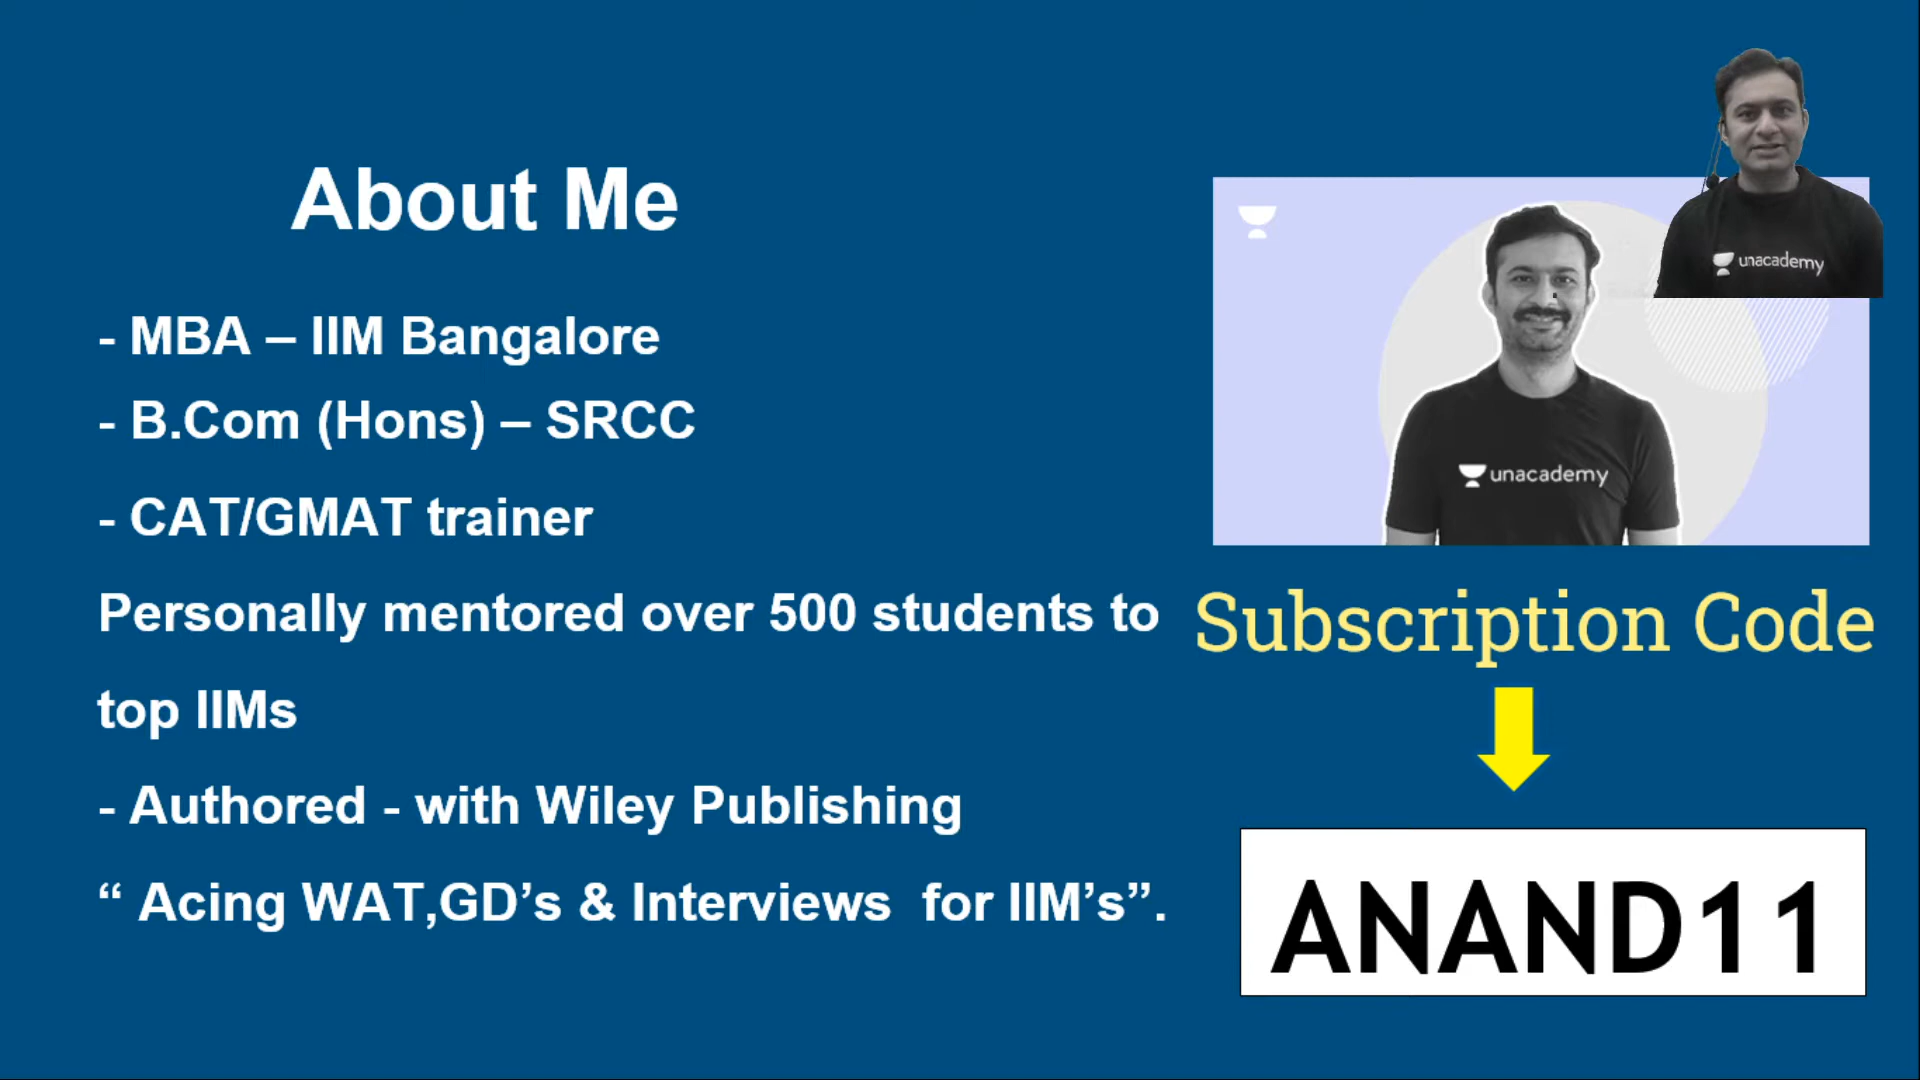 About Me
- MBA – IIM Bangalore
- B.Com (Hons) – SRCC
- CAT/GMAT trainer
Personally mentored over 500 students to
top IIMs
- Authored - with Wiley Publishing
“ Acing WAT,GD’s & Interviews  for IIM’s”.
unacademy
unacademy
Subscription Code
ANAND11